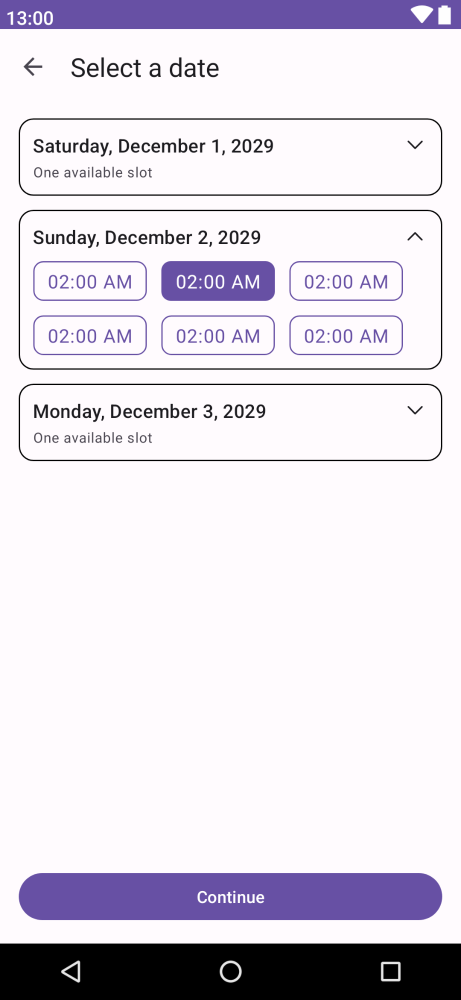 13:00
Select a date
Saturday, December 1, 2029
One available slot
Sunday, December 2, 2029
02:00 AM 02:00 AM 02:00 AM
02:00 AM 02:00 AM 02:00 AM
Monday, December 3, 2029
One available slot
Continue